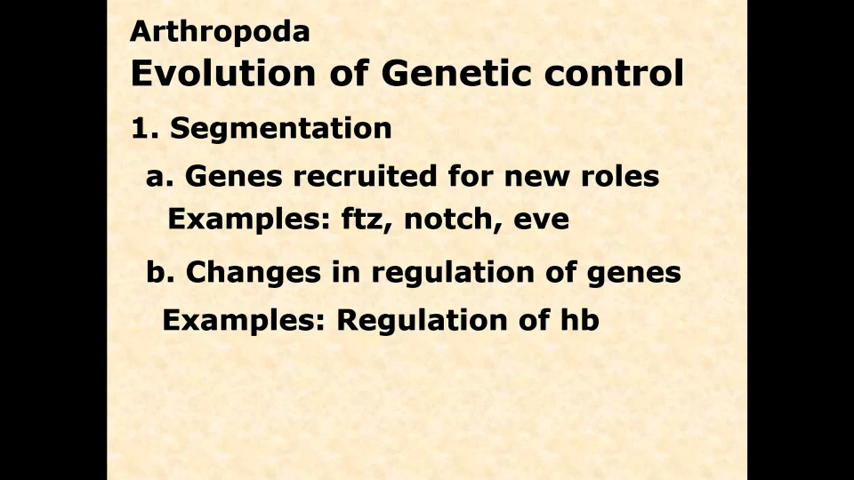 Arthropoda
Evolution of Genetic control
1. Segmentation
a. Genes recruited for new roles
Examples: ftz, notch, eve
b. Changes in regulation of genes
Examples: Regulation of hb